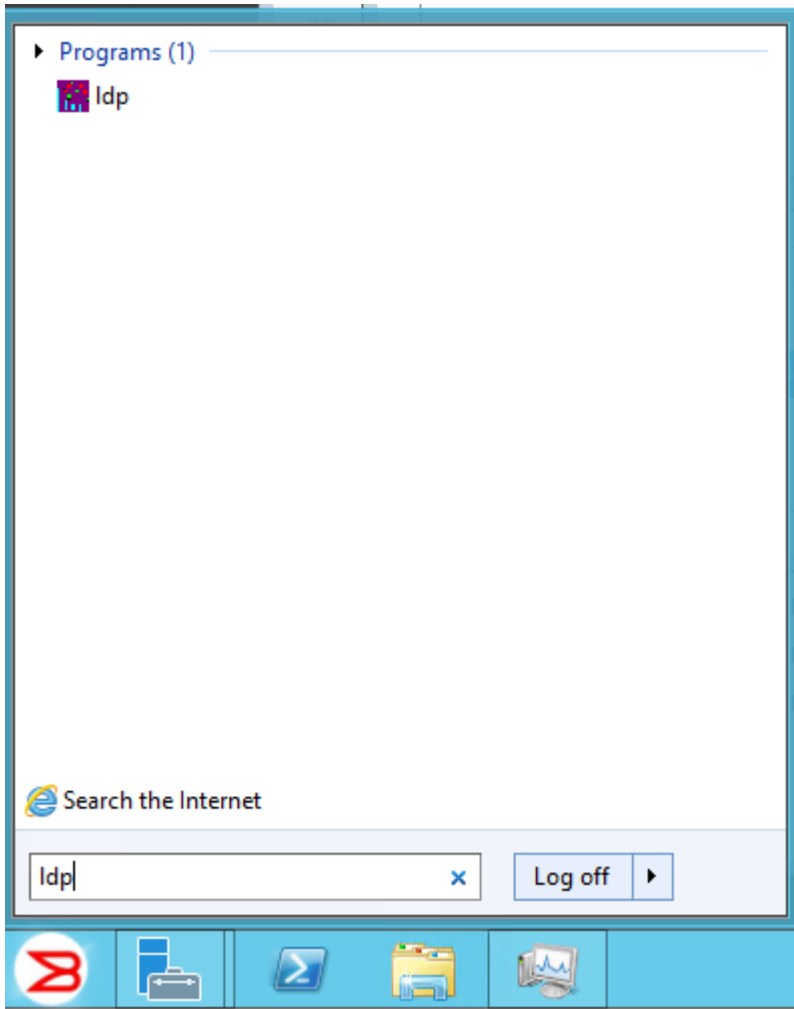 Programs (1)
ldp
Search the Internet
ldp
Log off